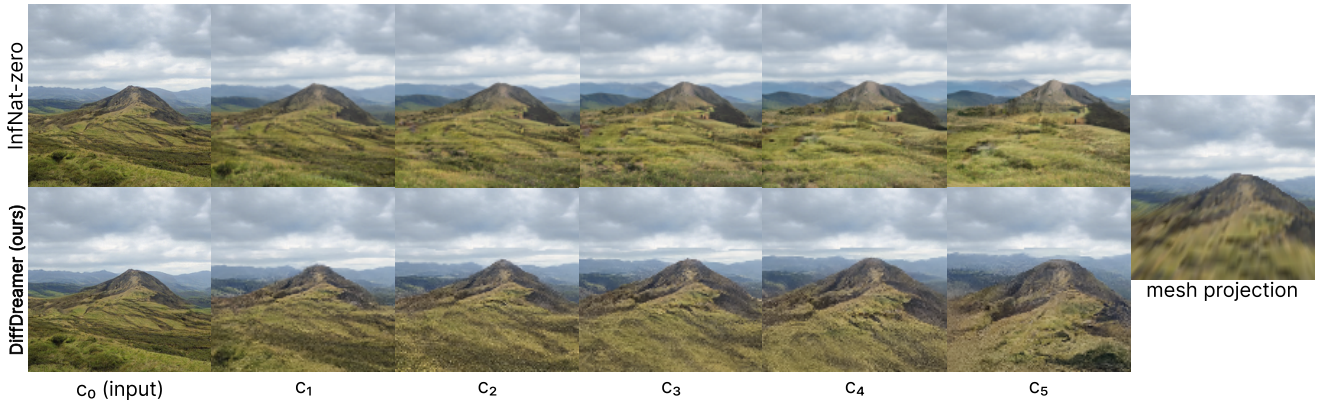 InfNat-zero
DiffDreamer (ours)
mesh projection
c₀ (input)
c₁
c₂
c₃
c₄
c₅